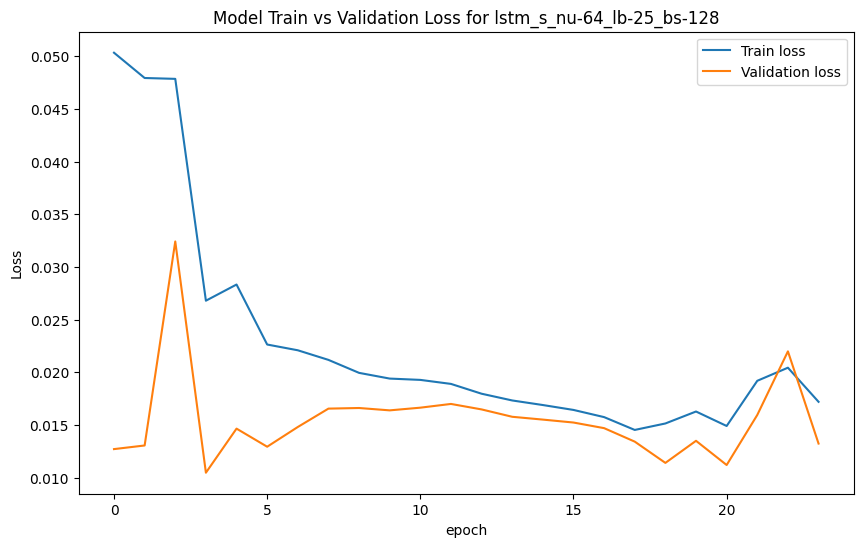 Model Train vs Validation Loss for lstm_s_nu-64_lb-25_bs-128
Train loss
Validation loss
0.050
0.045
0.040
0.035
0.030
0.025
0.020
0.015
0.010
Loss
0
5
10
15
20
epoch